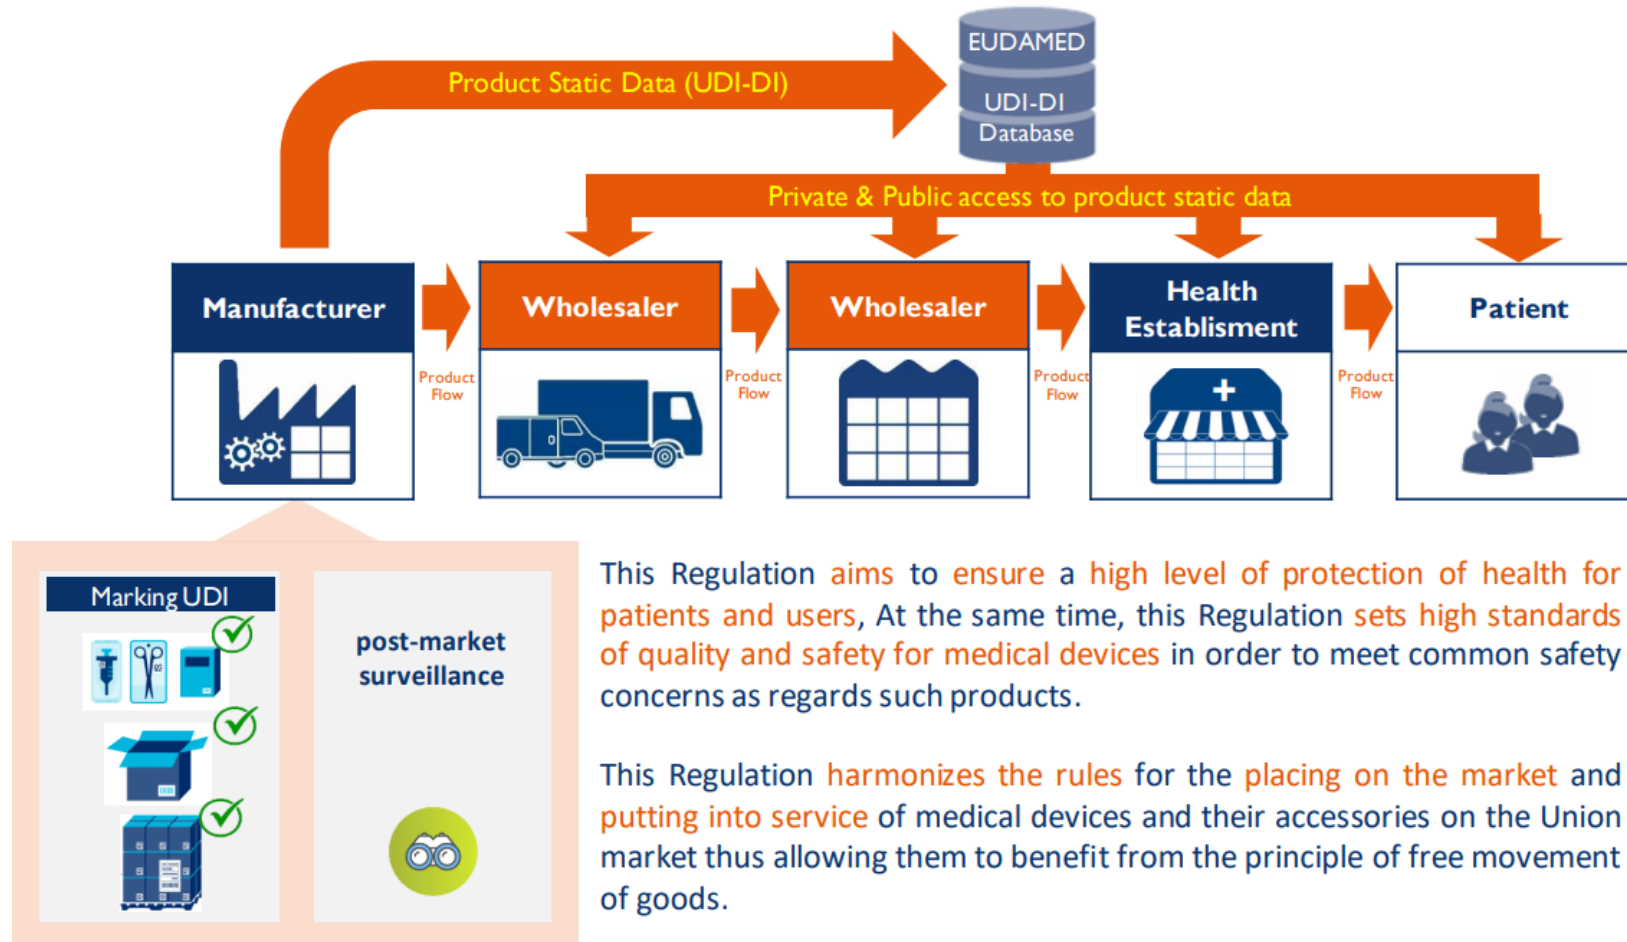 EUDAMED
UDI-DI
Database
Product Static Data (UDI-DI)
Private & Public access to product static data
Manufacturer
Product
Flow
Wholesaler
Product
Flow
Wholesaler
Product
Flow
Health
Establisment
Product
Flow
Patient
Marking UDI
post-market
surveillance
This Regulation aims to ensure a high level of protection of health for
patients and users, At the same time, this Regulation sets high standards
of quality and safety for medical devices in order to meet common safety
concerns as regards such products.
This Regulation harmonizes the rules for the placing on the market and
putting into service of medical devices and their accessories on the Union
market thus allowing them to benefit from the principle of free movement
of goods.